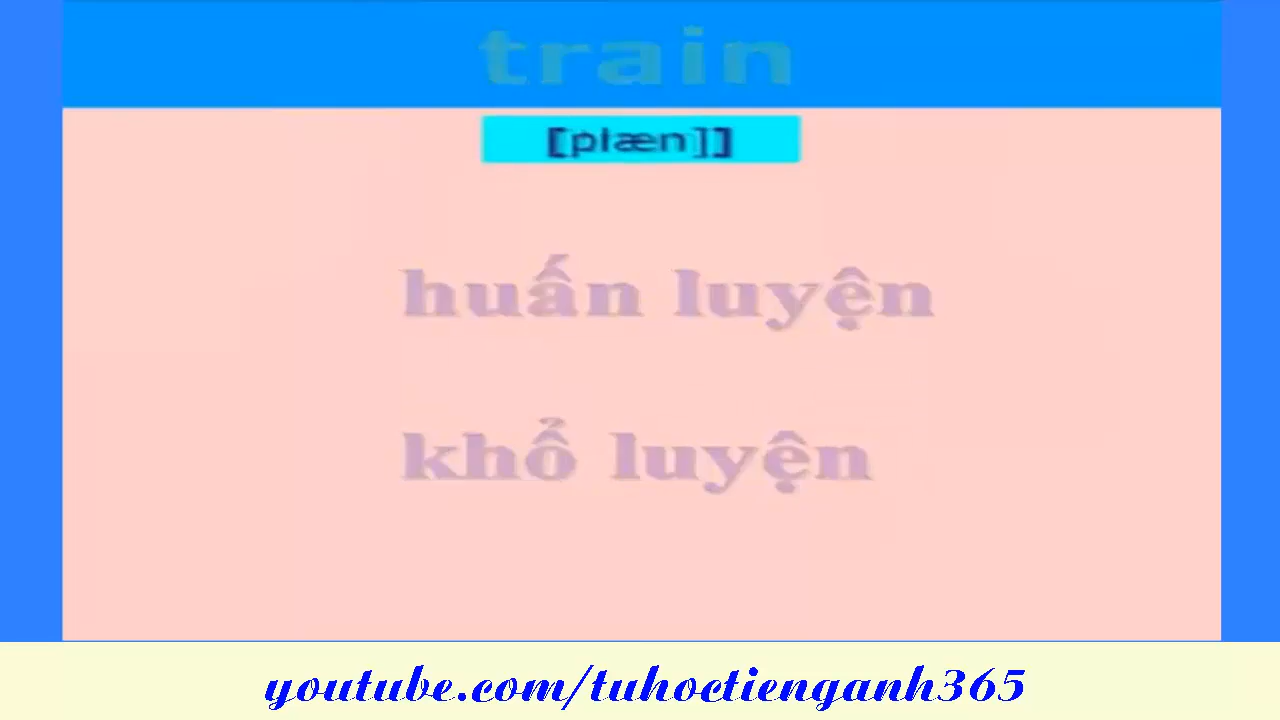 train
[plæn]]
huấn luyện
khổ luyện
youtube.com/tuhoctienganh365